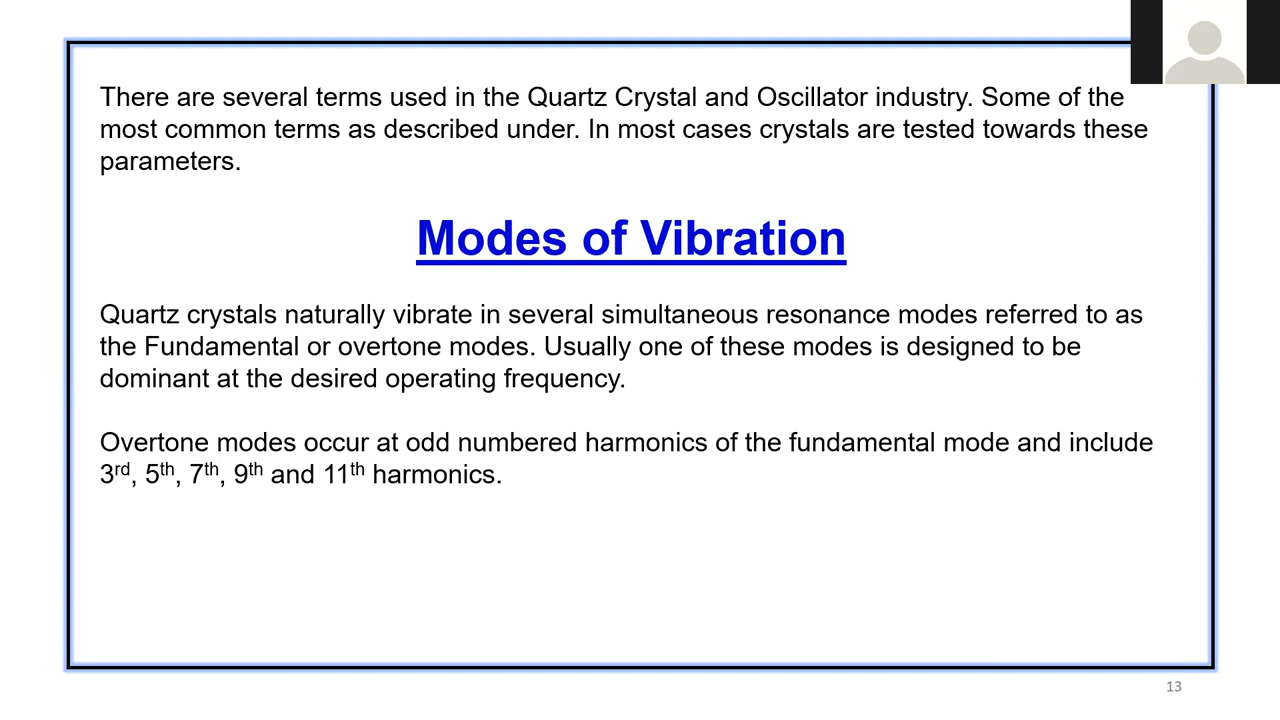 There are several terms used in the Quartz Crystal and Oscillator industry. Some of the
most common terms as described under. In most cases crystals are tested towards these
parameters.
Modes of Vibration
Quartz crystals naturally vibrate in several simultaneous resonance modes referred to as
the Fundamental or overtone modes. Usually one of these modes is designed to be
dominant at the desired operating frequency.
Overtone modes occur at odd numbered harmonics of the fundamental mode and include
3rd, 5th, 7th, 9th and 11th harmonics.
13